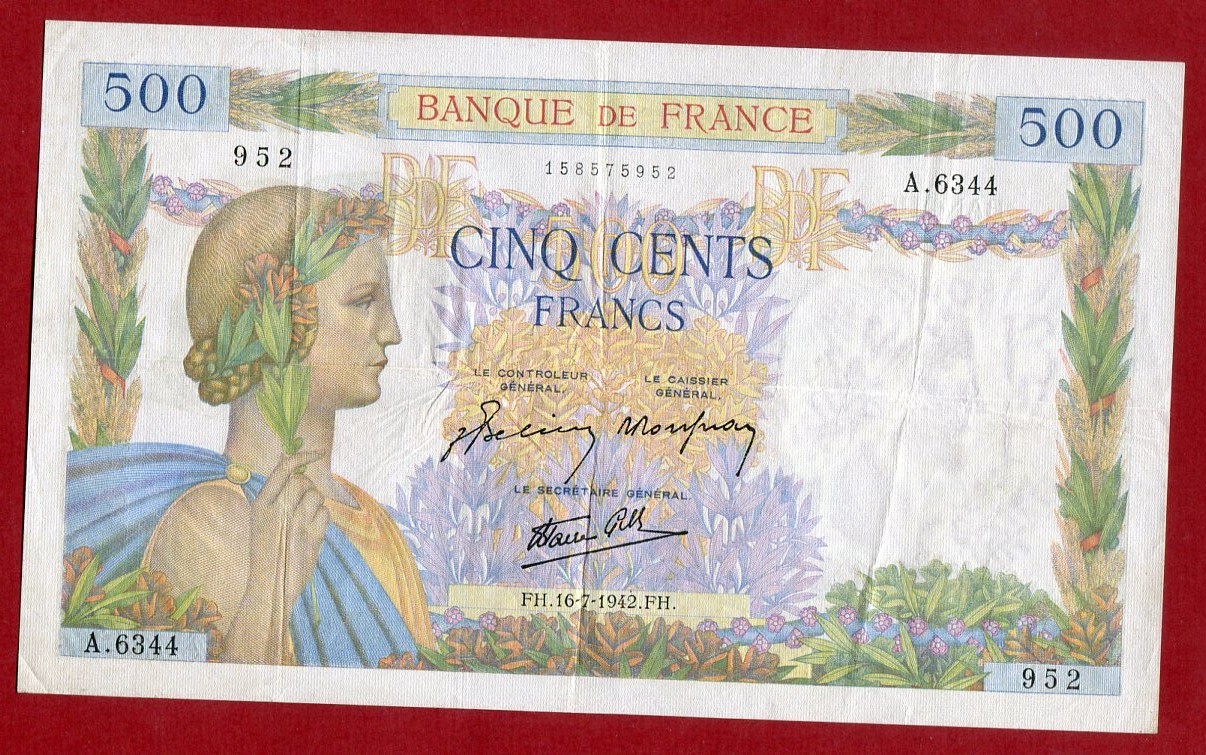 500
BANQUE DE FRANCE
500
952
158575952
A.6344
BDF
BDF
500
CINQ CENTS
FRANCS
LE CONTROLEUR
GÉNÉRAL,
LE CAISSIER
GÉNÉRAL,
LE SECRÉTAIRE GÉNÉRAL.
FH.16-7-1942.FH.
A.6344
952